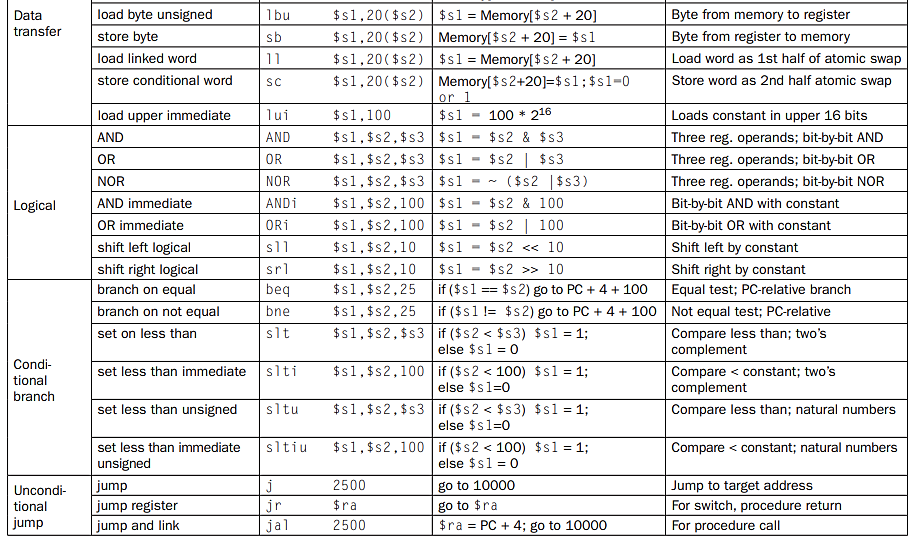 Data transfer
load byte unsigned lbu $s1,20($s2) $s1 = Memory[$s2 + 20] Byte from memory to register
store byte sb $s1,20($s2) Memory[$s2 + 20] = $s1 Byte from register to memory
load linked word ll $s1,20($s2) $s1 = Memory[$s2 + 20] Load word as 1st half of atomic swap
store conditional word sc $s1,20($s2) Memory[$s2+20]=$s1;$s1=0 or 1 Store word as 2nd half atomic swap
load upper immediate lui $s1,100 $s1 = 100 * 2^16 Loads constant in upper 16 bits
Logical
AND AND $s1,$s2,$s3 $s1 = $s2 & $s3 Three reg. operands; bit-by-bit AND
OR OR $s1,$s2,$s3 $s1 = $s2 | $s3 Three reg. operands; bit-by-bit OR
NOR NOR $s1,$s2,$s3 $s1 = ~ ($s2 |$s3) Three reg. operands; bit-by-bit NOR
AND immediate ANDi $s1,$s2,100 $s1 = $s2 & 100 Bit-by-bit AND with constant
OR immediate ORi $s1,$s2,100 $s1 = $s2 | 100 Bit-by-bit OR with constant
shift left logical sll $s1,$s2,10 $s1 = $s2 << 10 Shift left by constant
shift right logical srl $s1,$s2,10 $s1 = $s2 >> 10 Shift right by constant
Condi-tional branch
branch on equal beq $s1,$s2,25 if ($s1 == $s2) go to PC + 4 + 100 Equal test; PC-relative branch
branch on not equal bne $s1,$s2,25 if ($s1 != $s2) go to PC + 4 + 100 Not equal test; PC-relative
set on less than slt $s1,$s2,$s3 if ($s2 < $s3) $s1 = 1; else $s1 = 0 Compare less than; two's complement
set less than immediate slti $s1,$s2,100 if ($s2 < 100) $s1 = 1; else $s1=0 Compare < constant; two's complement
set less than unsigned sltu $s1,$s2,$s3 if ($s2 < $s3) $s1 = 1; else $s1=0 Compare less than; natural numbers
set less than immediate unsigned sltiu $s1,$s2,100 if ($s2 < 100) $s1 = 1; else $s1 = 0 Compare < constant; natural numbers
Uncondi-tional jump
jump j 2500 go to 10000 Jump to target address
jump register jr $ra go to $ra For switch, procedure return
jump and link jal 2500 $ra = PC + 4; go to 10000 For procedure call